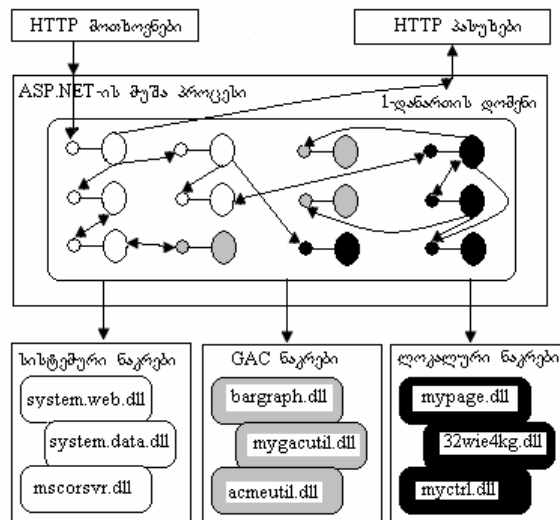 HTTP მოთხოვნები
HTTP პასუხები
ASP.NET-ის მუშა პროცესი
1-დანართის დომენი
სისტემური ნაკრები
system.web.dll
system.data.dll
mscorsvr.dll
GAC ნაკრები
bargraph.dll
mygacutil.dll
acmeutil.dll
ლოკალური ნაკრები
mypage.dll
32wie4kg.dll
myctrl.dll